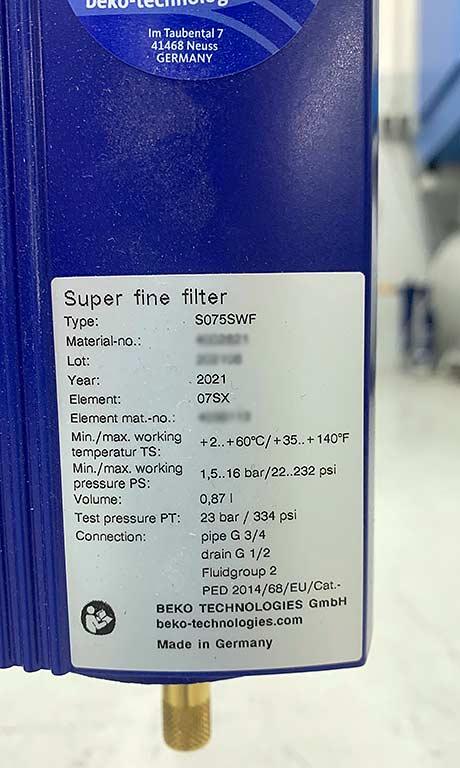 Im Taubental 7
41468 Neuss
GERMANY
Super fine filter
Type: S075SWF
Material-no.:
Lot:
Year: 2021
Element: 07SX
Element mat.-no.:
Min./max. working
temperatur TS: +2..+60°C/+35..+140°F
Min./max. working
pressure PS: 1,5..16 bar/22..232 psi
Volume: 0,87 l
Test pressure PT: 23 bar / 334 psi
Connection: pipe G 3/4
drain G 1/2
Fluidgroup 2
PED 2014/68/EU/Cat.-
BEKO TECHNOLOGIES GmbH
beko-technologies.com
Made in Germany